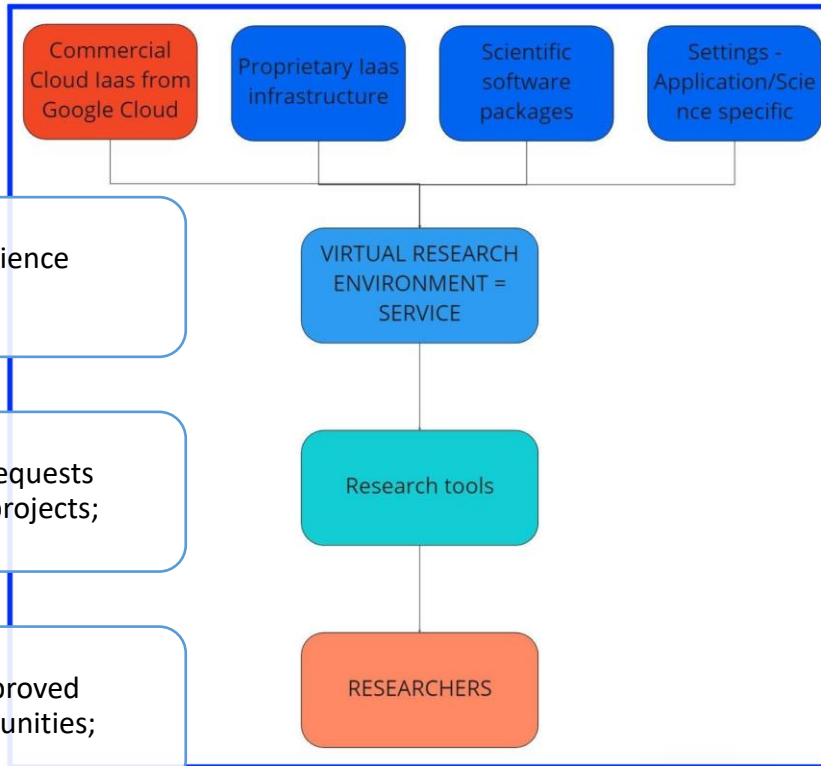 Commercial
Cloud Iaas from
Google Cloud
Proprietary Iaas
infrastructure
Scientific
software
packages
Settings -
Application/Scie
nce specific
VIRTUAL RESEARCH
ENVIRONMENT =
SERVICE
Research tools
RESEARCHERS
ience
equests
rojects;
proved
unities;